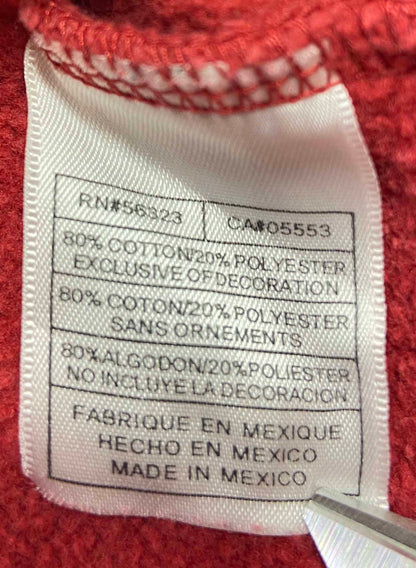 RN#56323 CA#05553
80% COTTON/20% POLYESTER
EXCLUSIVE OF DECORATION
80% COTON/20% POLYESTER
SANS ORNEMENTS
80% ALGODON/20% POLIESTER
NO INCLUYE LA DECORACION
FABRIQUE EN MEXIQUE
HECHO EN MEXICO
MADE IN MEXICO